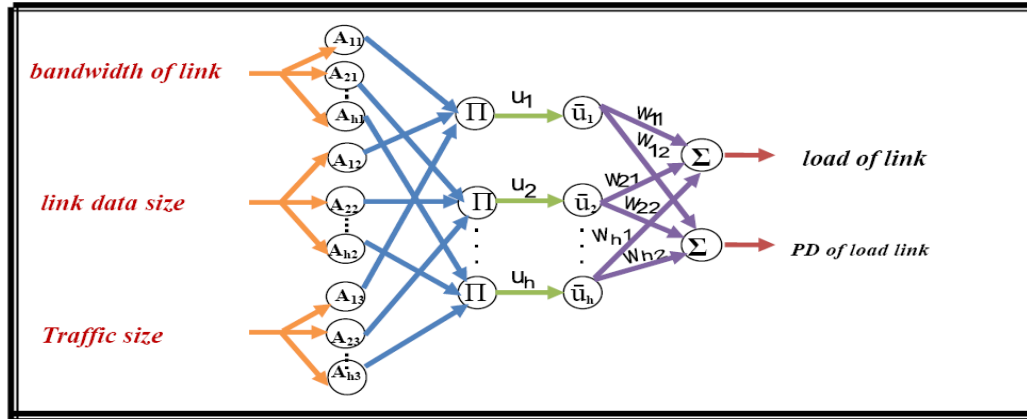 bandwidth of link
link data size
Traffic size
A11
A21
Ah1
A12
A22
Ah2
A13
A23
Ah3
Π
Π
Π
u1
u2
uh
ū1
ū2
ūh
W11
W12
W21
W22
Wh1
Wh2
Σ
Σ
load of link
PD of load link